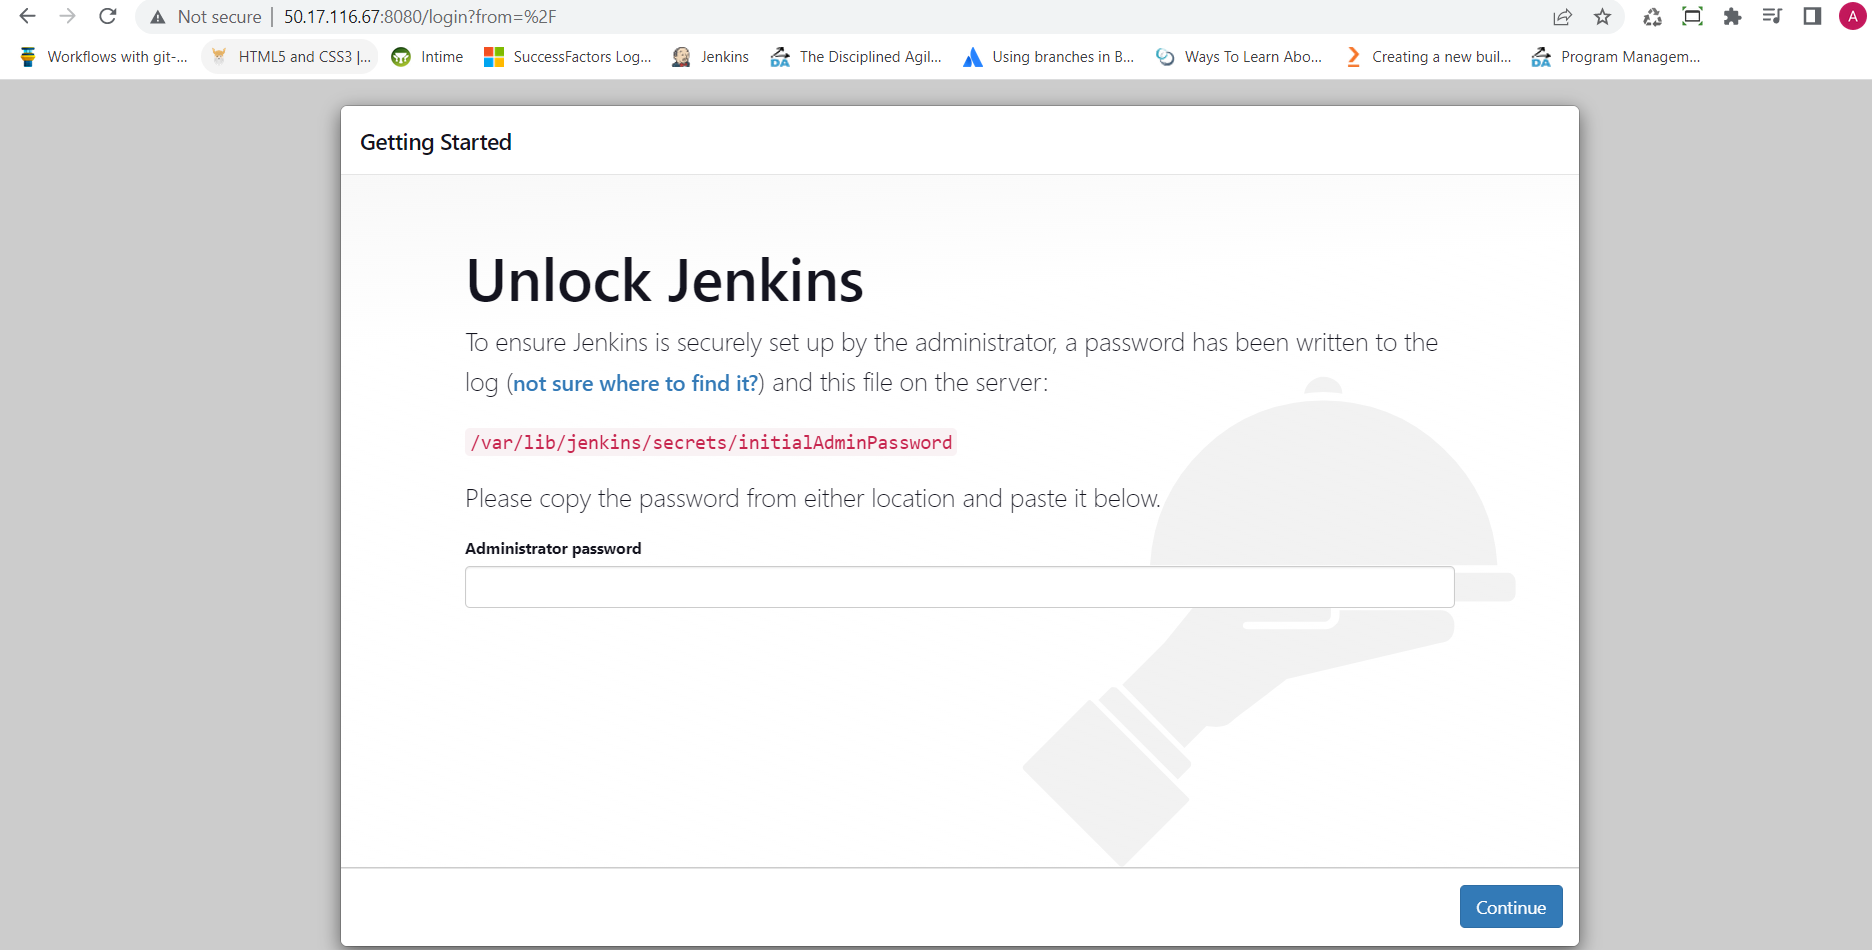 Not secure | 50.17.116.67:8080/login?from=%2F
A
Workflows with git-... HTML5 and CSS3 |... Intime SuccessFactors Log... Jenkins DA The Disciplined Agil... Using branches in B... Ways To Learn Abo... Creating a new buil... DA Program Managem...
Getting Started
Unlock Jenkins
To ensure Jenkins is securely set up by the administrator, a password has been written to the
log (not sure where to find it?) and this file on the server:
/var/lib/jenkins/secrets/initialAdminPassword
Please copy the password from either location and paste it below.
Administrator password
Continue